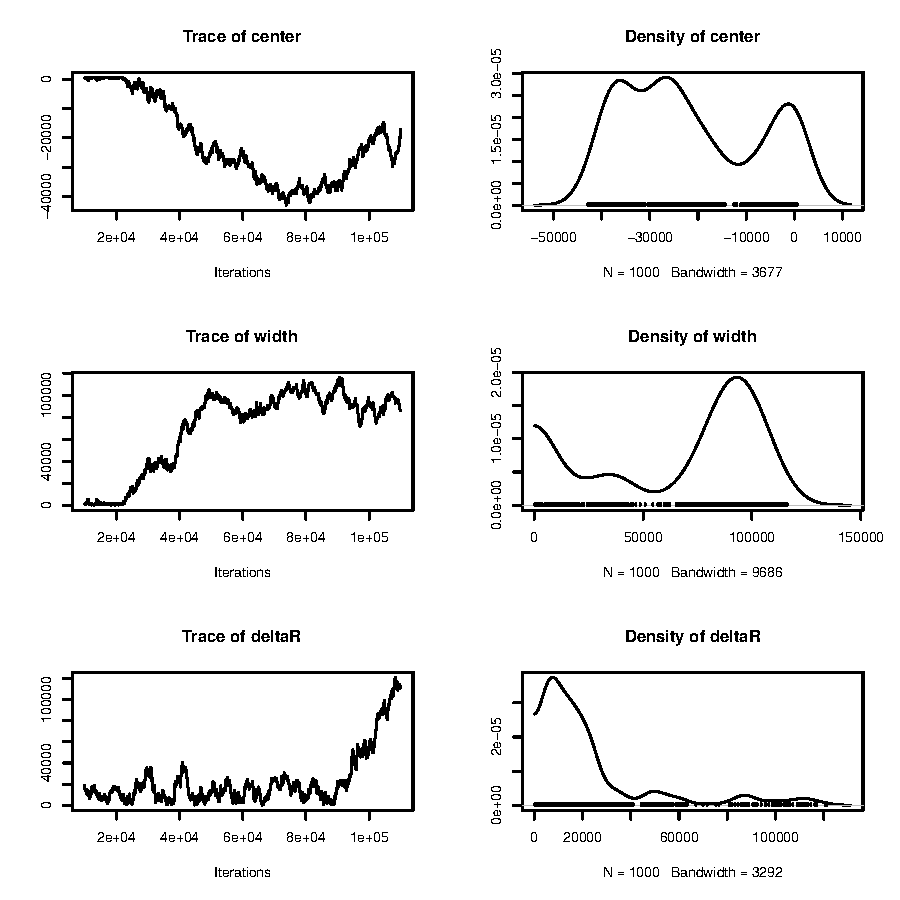 Trace of center
0
−20000
−40000
2e+04 4e+04 6e+04 8e+04 1e+05
Iterations
Density of center
3.0e−05
1.5e−05
0.0e+00
−50000 −30000 −10000 0 10000
N = 1000 Bandwidth = 3677
Trace of width
100000
40000
0
2e+04 4e+04 6e+04 8e+04 1e+05
Iterations
Density of width
2.0e−05
1.0e−05
0.0e+00
0 50000 100000 150000
N = 1000 Bandwidth = 9686
Trace of deltaR
100000
40000
0
2e+04 4e+04 6e+04 8e+04 1e+05
Iterations
Density of deltaR
2e−05
0e+00
0 20000 60000 100000
N = 1000 Bandwidth = 3292